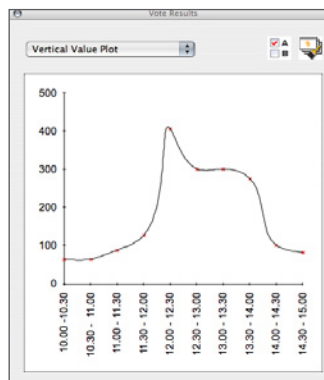 Vote Results
Vertical Value Plot
A
B
500
400
300
200
100
0
10.00 -10.30
10.30 - 11.00
11.00 - 11.30
11.30 - 12.00
12.00 - 12.30
12.30 - 13.00
13.00 - 13.30
13.30 - 14.00
14.00 - 14.30
14.30 - 15.00